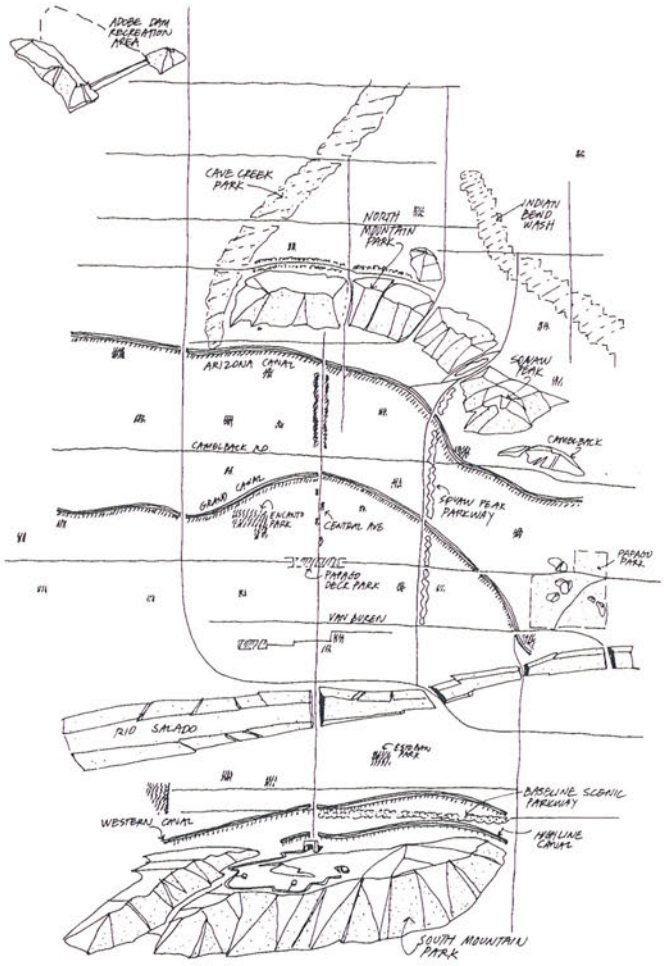 ADOBE DAM
RECREATION
AREA
CAVE CREEK
PARK
NORTH
MOUNTAIN
PARK
INDIAN
BEND
WASH
ARIZONA CANAL
SQUAW
PEAK
CAMELBACK RD
CAMELBACK
GRAND CANAL
ENCANTO
PARK
CENTRAL AVE
SQUAW PEAK
PARKWAY
PAPAGO
PARK
PAPAGO
DECK PARK
VAN BUREN
RIO SALADO
ESTEBAN
PARK
BASELINE SCENIC
PARKWAY
WESTERN CANAL
HIGHLINE
CANAL
SOUTH MOUNTAIN
PARK